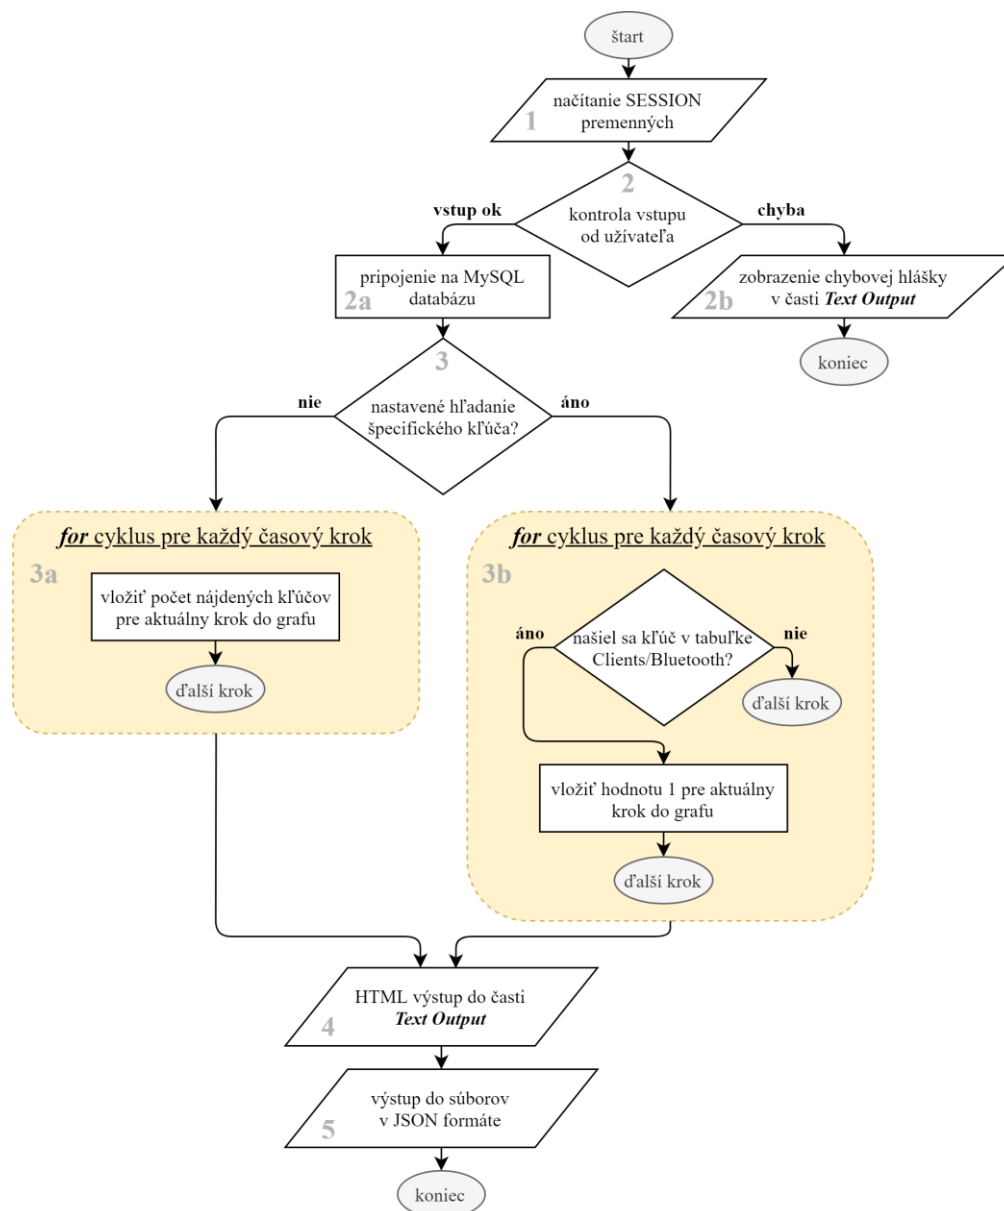 štart
načítanie SESSION
premenných
1
2
kontrola vstupu
od užívateľa
vstup ok
chyba
pripojenie na MySQL
databázu
2a
zobrazenie chybovej hlášky
v časti Text Output
2b
koniec
3
nastavené hľadanie
špecifického kľúča?
nie
áno
for cyklus pre každý časový krok
3a
vložiť počet nájdených kľúčov
pre aktuálny krok do grafu
ďalší krok
for cyklus pre každý časový krok
3b
našiel sa kľúč v tabuľke
Clients/Bluetooth?
áno
nie
ďalší krok
vložiť hodnotu 1 pre aktuálny
krok do grafu
ďalší krok
HTML výstup do časti
Text Output
4
výstup do súborov
v JSON formáte
5
koniec